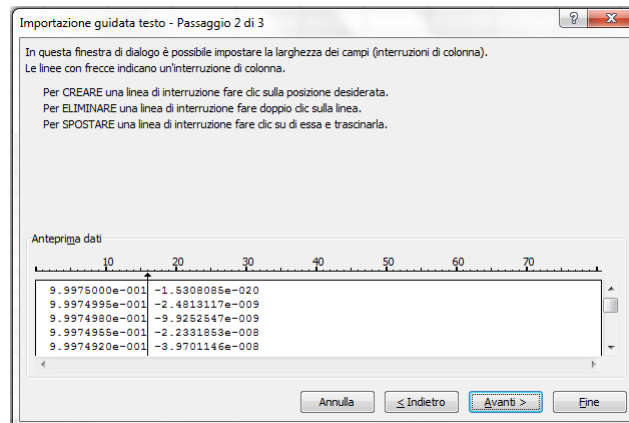 Importazione guidata testo - Passaggio 2 di 3
In questa finestra di dialogo è possibile impostare la larghezza dei campi (interruzioni di colonna).
Le linee con frecce indicano un'interruzione di colonna.
Per CREARE una linea di interruzione fare clic sulla posizione desiderata.
Per ELIMINARE una linea di interruzione fare doppio clic sulla linea.
Per SPOSTARE una linea di interruzione fare clic su di essa e trascinarla.
Anteprima dati
10 20 30 40 50 60 70
9.9975000e-001 -1.5308085e-020
9.9974995e-001 -2.4813117e-009
9.9974980e-001 -9.9252547e-009
9.9974955e-001 -2.2331853e-008
9.9974920e-001 -3.9701146e-008
Annulla < Indietro Avanti > Fine